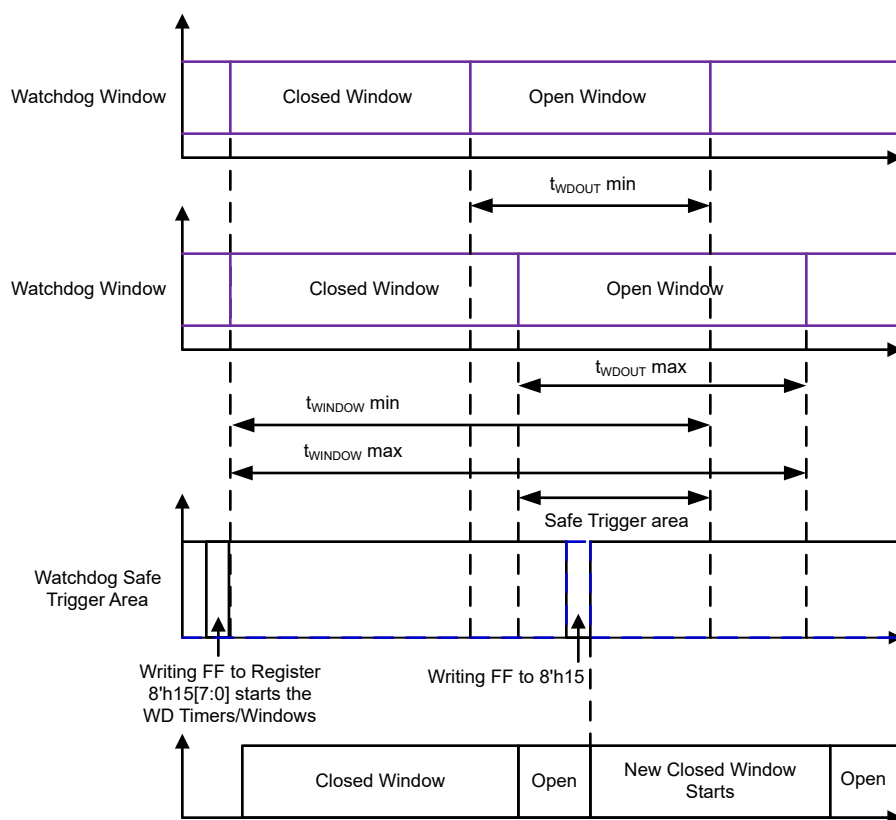 Watchdog Window
Closed Window
Open Window
tWDOUT min
Watchdog Window
Closed Window
Open Window
tWDOUT max
tWINDOW min
tWINDOW max
Safe Trigger area
Watchdog Safe
Trigger Area
Writing FF to Register
8'h15[7:0] starts the
WD Timers/Windows
Writing FF to 8'h15
Closed Window
Open
New Closed Window
Starts
Open